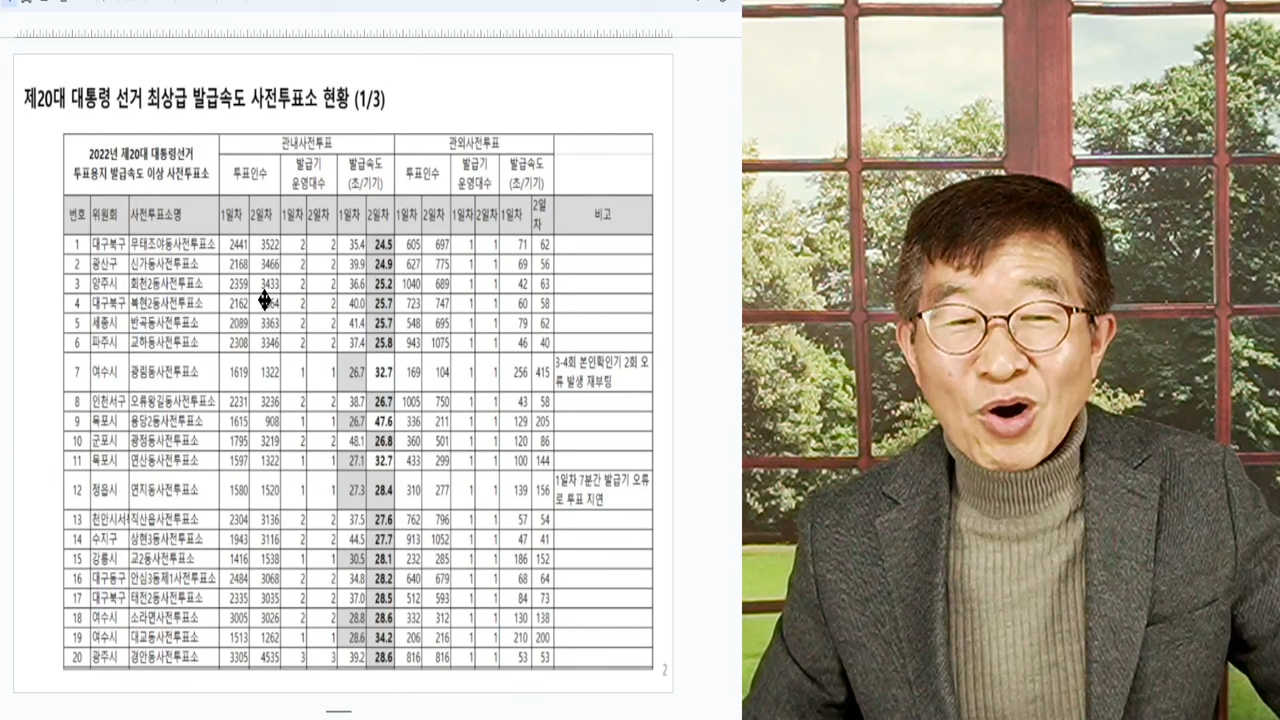 제20대 대통령 선거 최상급 발급속도 사전투표소 현황 (1/3)
2022년 제20대 대통령선거
투표용지 발급속도 이상 사전투표소
관내사전투표 관외사전투표
투표인수 발급기 운영대수 발급속도 (초/기기) 투표인수 발급기 운영대수 발급속도 (초/기기)
번호 위원회 사전투표소명 1일차 2일차 1일차 2일차 1일차 2일차 1일차 2일차 1일차 2일차 1일차 2일차 비고
1 대구북구 무태조야동사전투표소 2441 3522 2 2 35.4 24.5 605 697 1 1 71 62
2 광산구 신가동사전투표소 2168 3466 2 2 39.9 24.9 627 775 1 1 69 56
3 양주시 회천2동사전투표소 2359 3433 2 2 36.6 25.2 1040 689 1 1 42 63
4 대구북구 복현2동사전투표소 2162 2 2 40.0 25.7 723 747 1 1 60 58
5 세종시 반곡동사전투표소 2089 3363 2 2 41.4 25.7 548 695 1 1 79 62
6 파주시 교하동사전투표소 2308 3346 2 2 37.4 25.8 943 1075 1 1 46 40
7 여수시 광림동사전투표소 1619 1322 1 1 26.7 32.7 169 104 1 1 256 415 3-4회 본인확인기 2회 오류 발생 재부팅
8 인천서구 오류왕길동사전투표소 2231 3236 2 2 38.7 26.7 1005 750 1 1 43 58
9 목포시 용당2동사전투표소 1615 908 1 1 26.7 47.6 336 211 1 1 129 205
10 군포시 광정동사전투표소 1795 3219 2 2 48.1 26.8 360 501 1 1 120 86
11 목포시 연산동사전투표소 1597 1322 1 1 27.1 32.7 433 299 1 1 100 144
12 정읍시 연지동사전투표소 1580 1520 1 1 27.3 28.4 310 277 1 1 139 156 1일차 7분간 발급기 오류로 투표 지연
13 천안시서 직산읍사전투표소 2304 3136 2 2 37.5 27.6 762 796 1 1 57 54
14 수지구 상현3동사전투표소 1943 3116 2 2 44.5 27.7 913 1052 1 1 47 41
15 강릉시 교2동사전투표소 1416 1538 1 1 30.5 28.1 232 285 1 1 186 152
16 대구동구 안심3동제1사전투표소 2484 3068 2 2 34.8 28.2 640 679 1 1 68 64
17 대구북구 태전2동사전투표소 2335 3035 2 2 37.0 28.5 512 593 1 1 84 73
18 여수시 소라면사전투표소 3005 3026 2 2 28.8 28.6 332 312 1 1 130 138
19 여수시 대교동사전투표소 1513 1262 1 1 28.6 34.2 206 216 1 1 210 200
20 광주시 경안동사전투표소 3305 4535 3 3 39.2 28.6 816 816 1 1 53 53
2